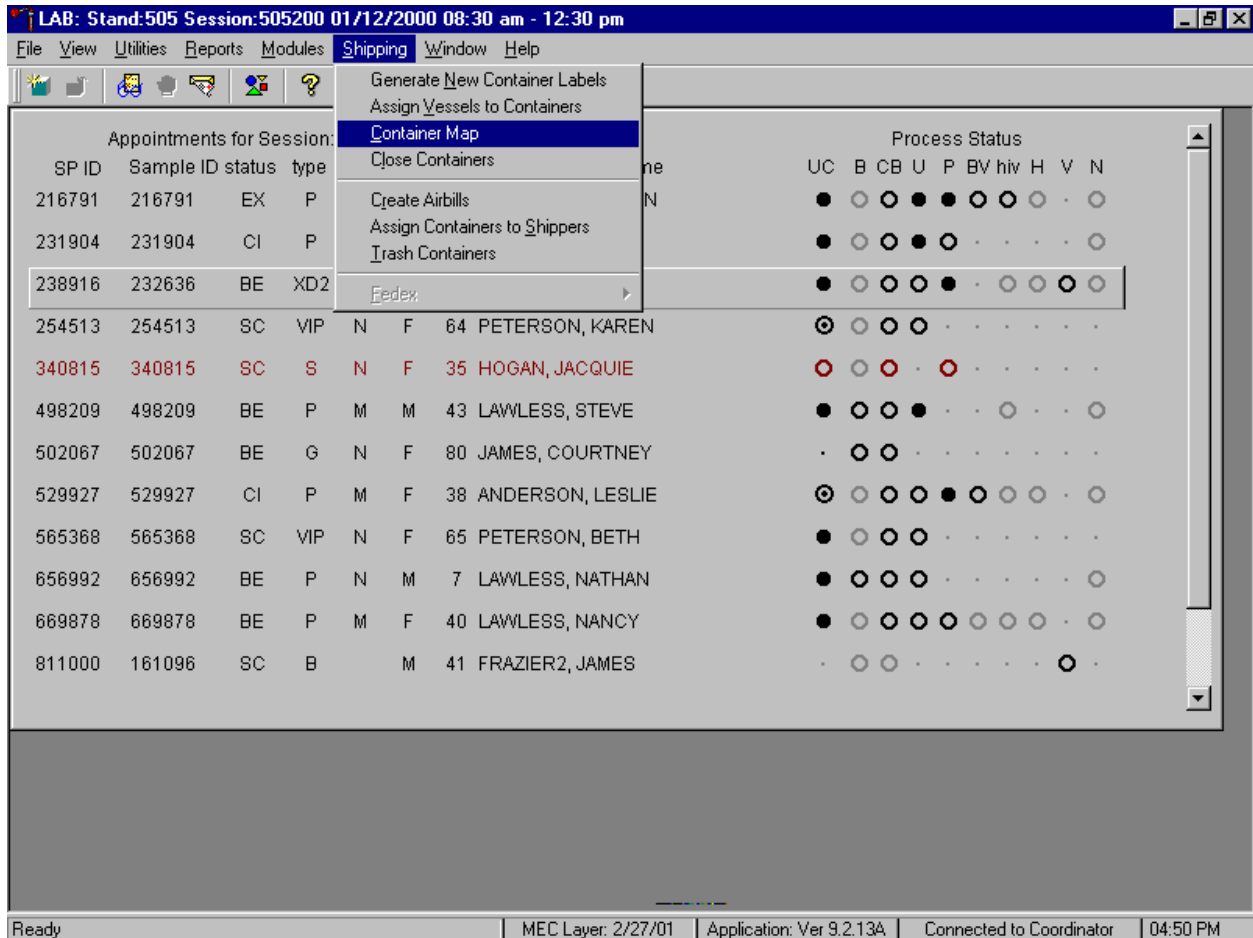 LAB: Stand:505 Session:505200 01/12/2000 08:30 am - 12:30 pm
File View Utilities Reports Modules Shipping Window Help
Generate New Container Labels
Assign Vessels to Containers
Container Map
Close Containers
Create Airbills
Assign Containers to Shippers
Trash Containers
Fedex
Appointments for Session:
Process Status
SP ID Sample ID status type me UC B CB U P BV hiv H V N
216791 216791 EX P N
231904 231904 CI P
238916 232636 BE XD2
254513 254513 SC VIP N F 64 PETERSON, KAREN
340815 340815 SC S N F 35 HOGAN, JACQUIE
498209 498209 BE P M M 43 LAWLESS, STEVE
502067 502067 BE G N F 80 JAMES, COURTNEY
529927 529927 CI P M F 38 ANDERSON, LESLIE
565368 565368 SC VIP N F 65 PETERSON, BETH
656992 656992 BE P N M 7 LAWLESS, NATHAN
669878 669878 BE P M F 40 LAWLESS, NANCY
811000 161096 SC B M 41 FRAZIER2, JAMES
Ready MEC Layer: 2/27/01 Application: Ver 9.2.13A Connected to Coordinator 04:50 PM